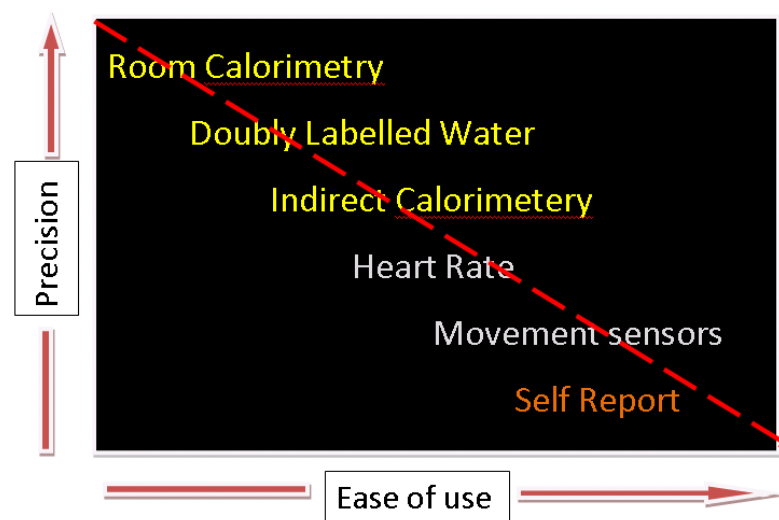 Room Calorimetry
Doubly Labelled Water
Indirect Calorimetery
Heart Rate
Movement sensors
Self Report
Precision
Ease of use